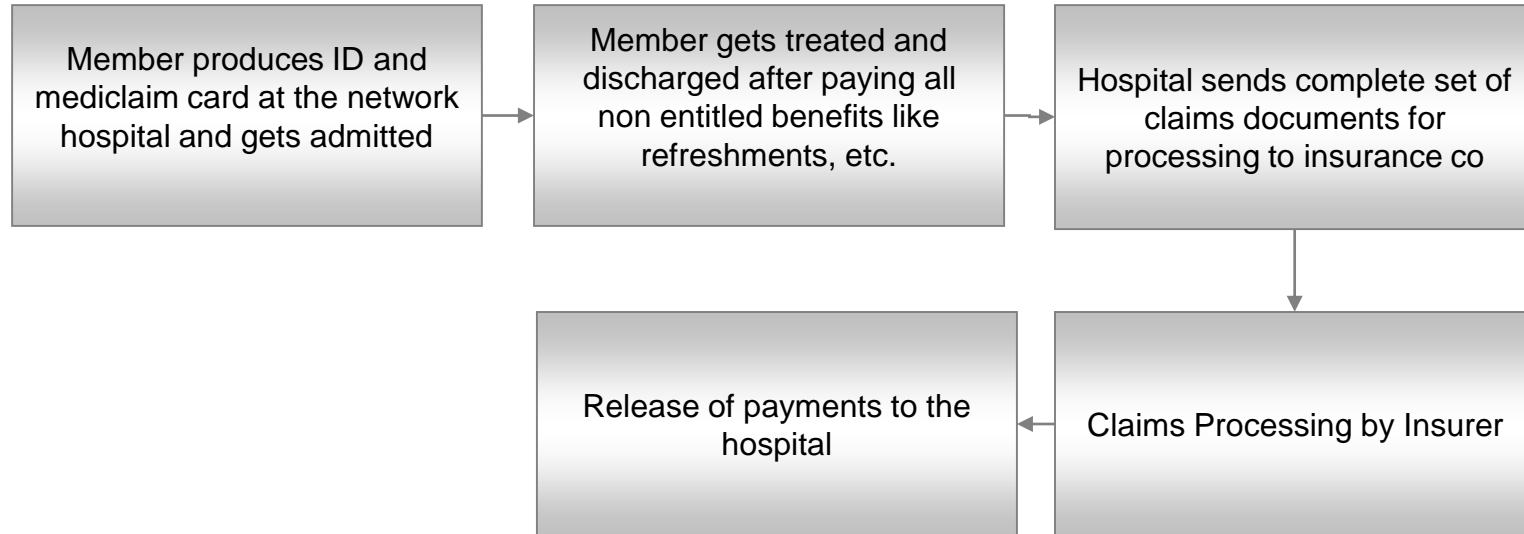 Member produces ID and
mediclaim card at the network
hospital and gets admitted
Member gets treated and
discharged after paying all
non entitled benefits like
refreshments, etc.
Hospital sends complete set of
claims documents for
processing to insurance co
Release of payments to the
hospital
Claims Processing by Insurer